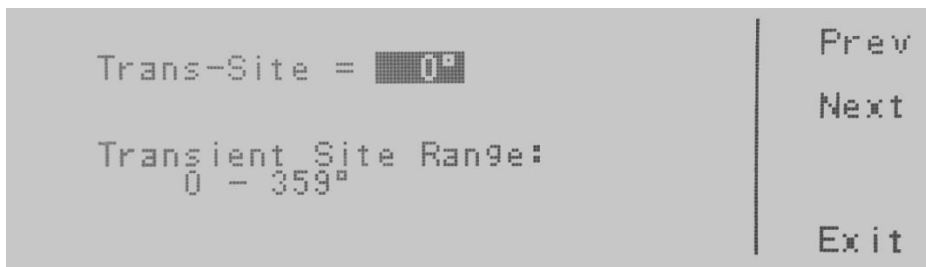 Trans-Site = 0°
Transient Site Range:
0 - 359°
Prev
Next
Exit